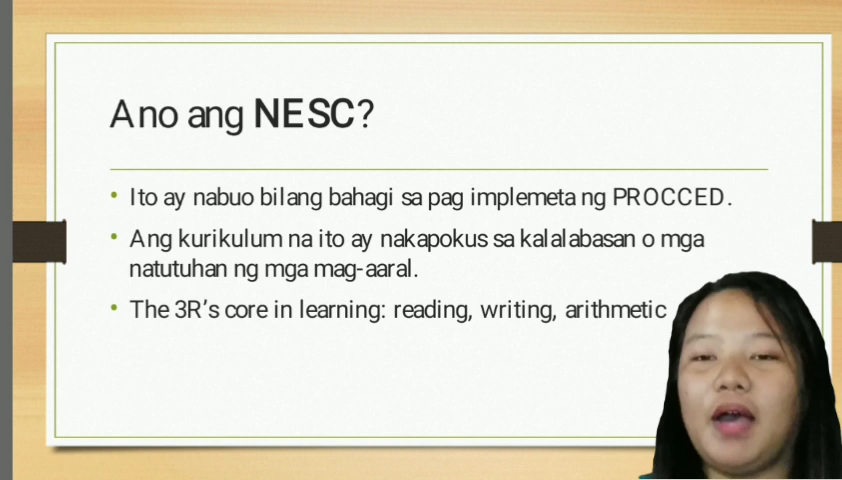 Ano ang NESC?
Ito ay nabuo bilang bahagi sa pag implemeta ng PROCCED.
Ang kurikulum na ito ay nakapokus sa kalalabasan o mga
natutuhan ng mga mag-aaral.
The 3R's core in learning: reading, writing, arithmetic